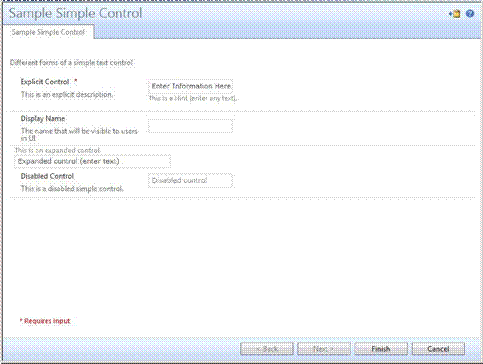 Sample Simple Control
Sample Simple Control
Different forms of a simple text control
Explicit Control *
Enter Information Here
This is an explicit description.
This is a Hint (enter any text).
Display Name
The name that will be visible to users
in UI
This is an expanded control.
Expanded control (enter text)
Disabled Control
Disabled control
This is a disabled simple control.
* Requires input
< Back
Next >
Finish
Cancel